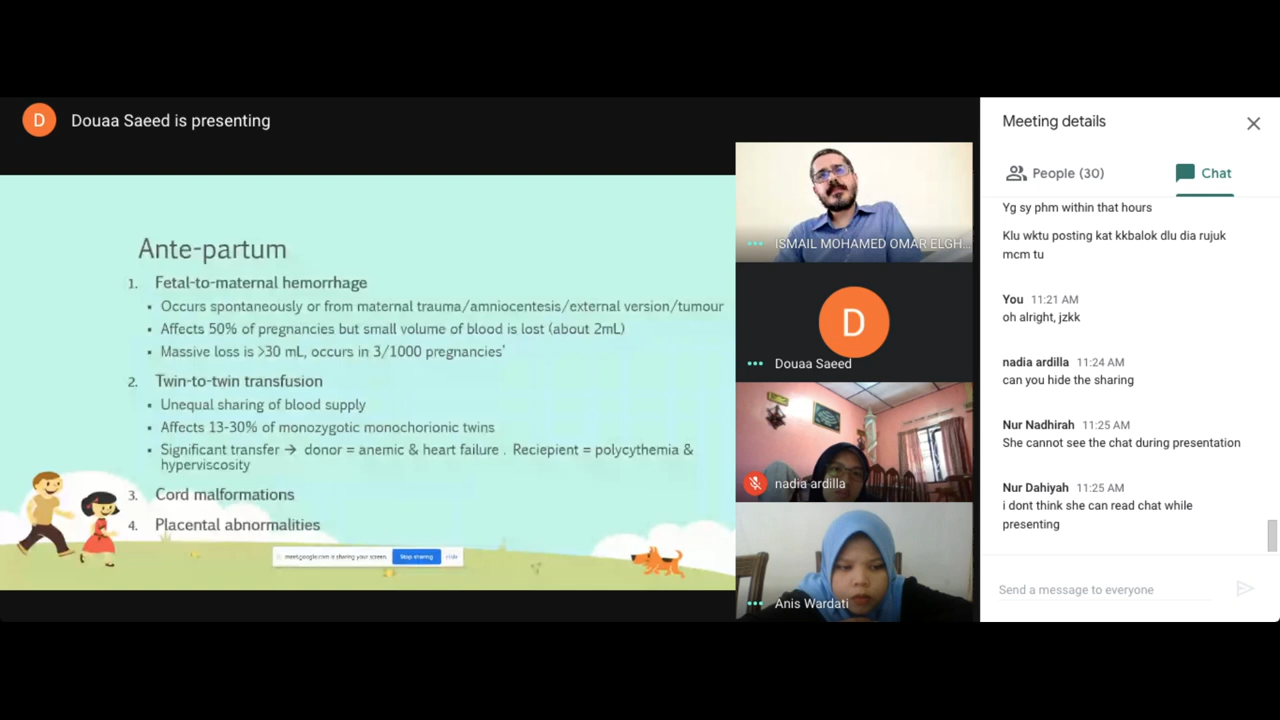 D
Douaa Saeed is presenting
Ante-partum
1. Fetal-to-maternal hemorrhage
▪ Occurs spontaneously or from maternal trauma/amniocentesis/external version/tumour
▪ Affects 50% of pregnancies but small volume of blood is lost (about 2mL)
▪ Massive loss is >30 mL, occurs in 3/1000 pregnancies'
2. Twin-to-twin transfusion
▪ Unequal sharing of blood supply
▪ Affects 13-30% of monozygotic monochorionic twins
▪ Significant transfer → donor = anemic & heart failure . Reciepient = polycythemia &
hyperviscosity
3. Cord malformations
4. Placental abnormalities
meet.google.com is sharing your screen.
Stop sharing
Hide
ISMAIL MOHAMED OMAR ELGH...
D
Douaa Saeed
nadia ardilla
Anis Wardati
Meeting details
People (30)
Chat
Yg sy phm within that hours
Klu wktu posting kat kkbalok dlu dia rujuk
mcm tu
You 11:21 AM
oh alright, jzkk
nadia ardilla 11:24 AM
can you hide the sharing
Nur Nadhirah 11:25 AM
She cannot see the chat during presentation
Nur Dahiyah 11:25 AM
i dont think she can read chat while
presenting
Send a message to everyone